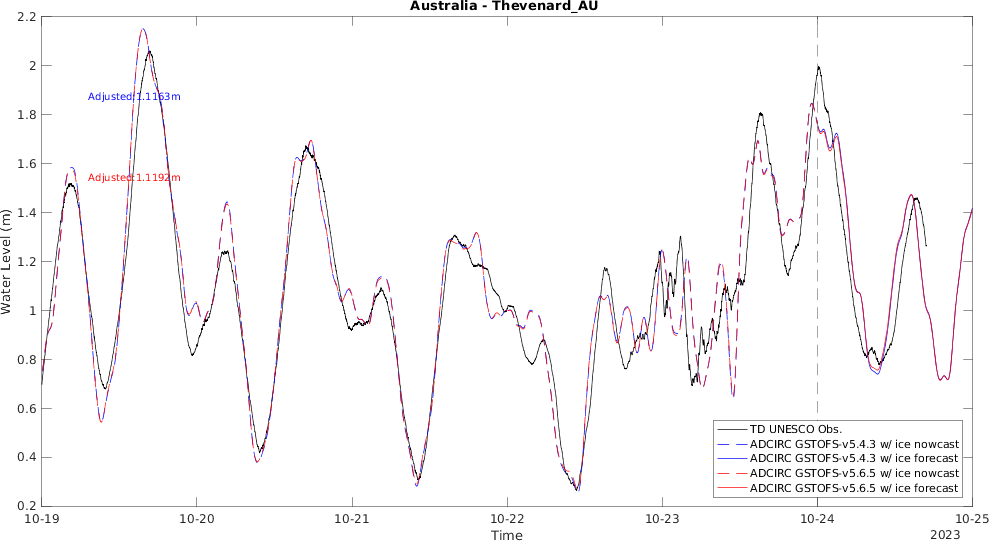 Australia - Thevenard_AU
2.2
2
1.8
1.6
1.4
1.2
1
0.8
0.6
0.4
0.2
Water Level (m)
Adjusted:1.1163m
Adjusted:1.1192m
TD UNESCO Obs.
ADCIRC GSTOFS-v5.4.3 w/ ice nowcast
ADCIRC GSTOFS-v5.4.3 w/ ice forecast
ADCIRC GSTOFS-v5.6.5 w/ ice nowcast
ADCIRC GSTOFS-v5.6.5 w/ ice forecast
10-19 10-20 10-21 10-22 10-23 10-24 10-25
Time
2023